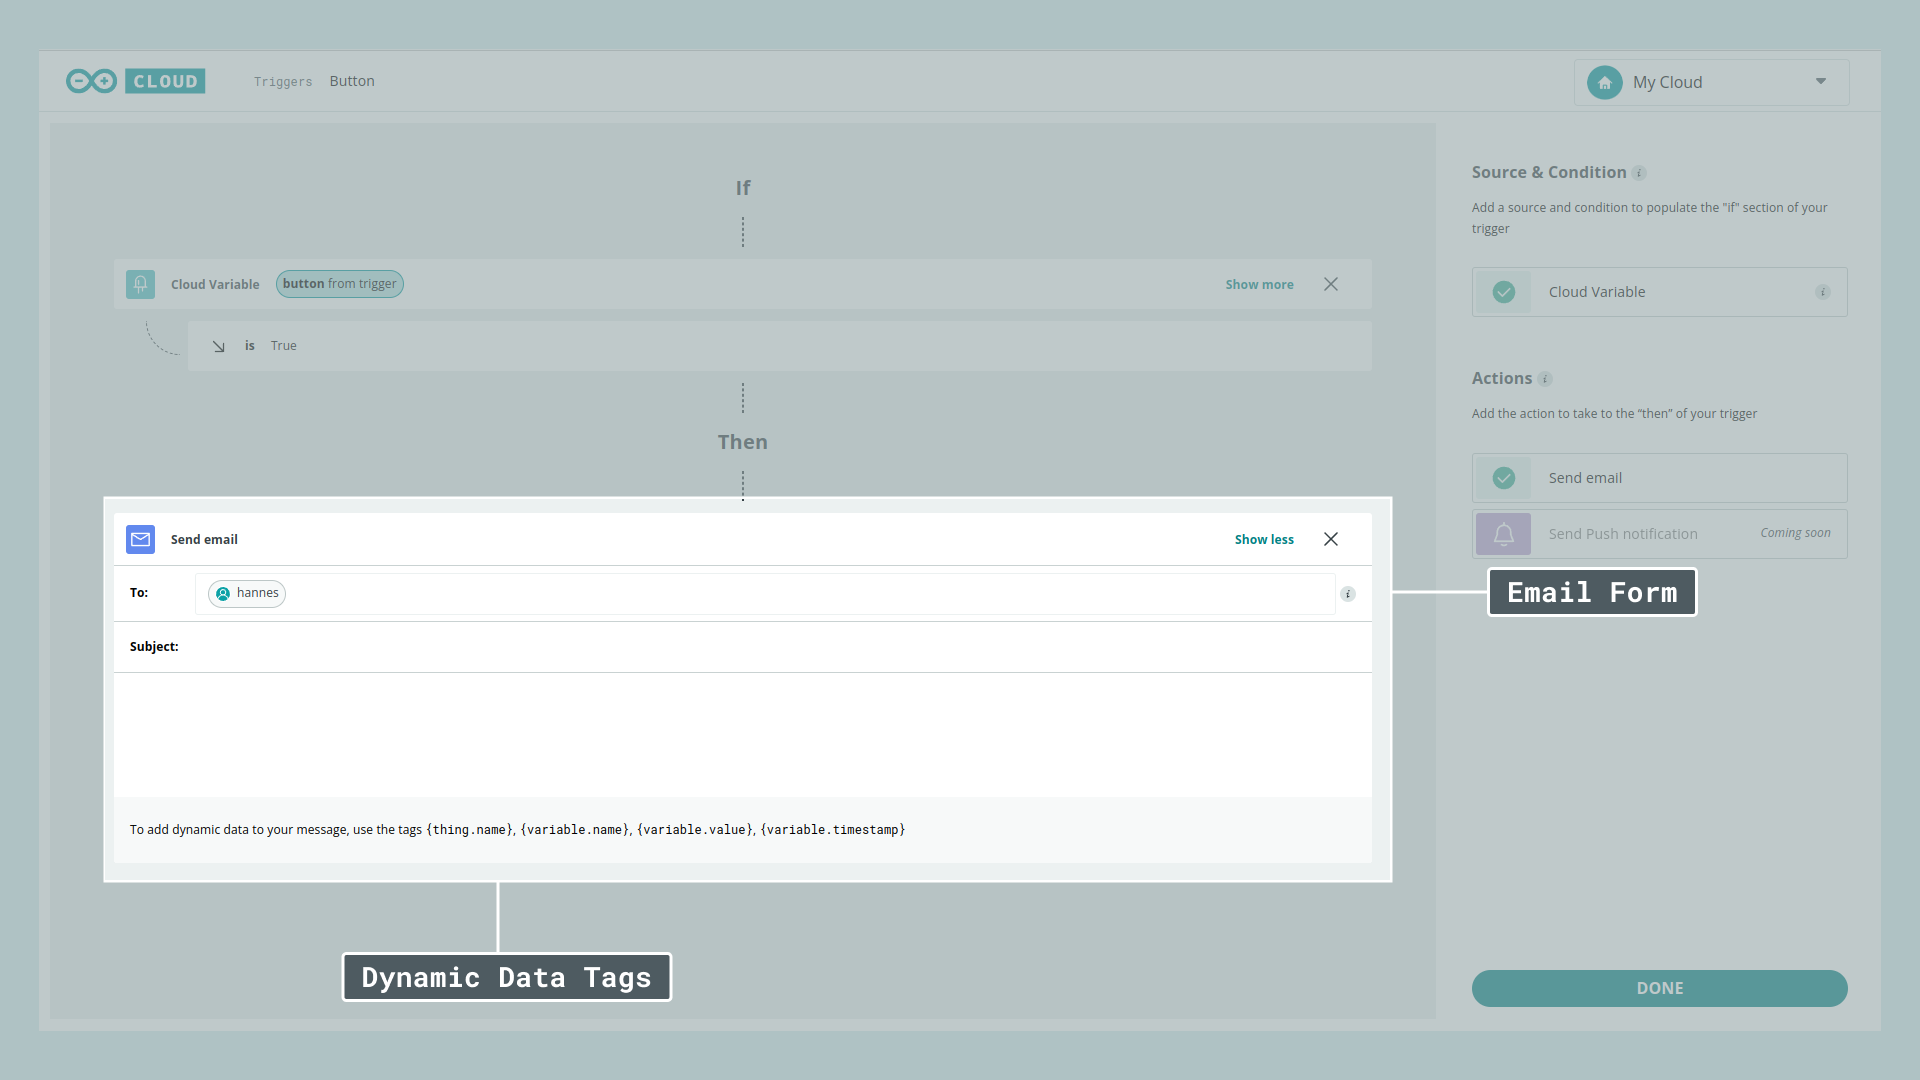 CLOUD Triggers Button My Cloud
If
Cloud Variable button from trigger Show more
is True
Then
Send email Show less
To: hannes
Subject:
To add dynamic data to your message, use the tags {thing.name}, {variable.name}, {variable.value}, {variable.timestamp}
Source & Condition
Add a source and condition to populate the "if" section of your
trigger
Cloud Variable
Actions
Add the action to take to the “then” of your trigger
Send email
Send Push notification Coming soon
Email Form
Dynamic Data Tags
DONE